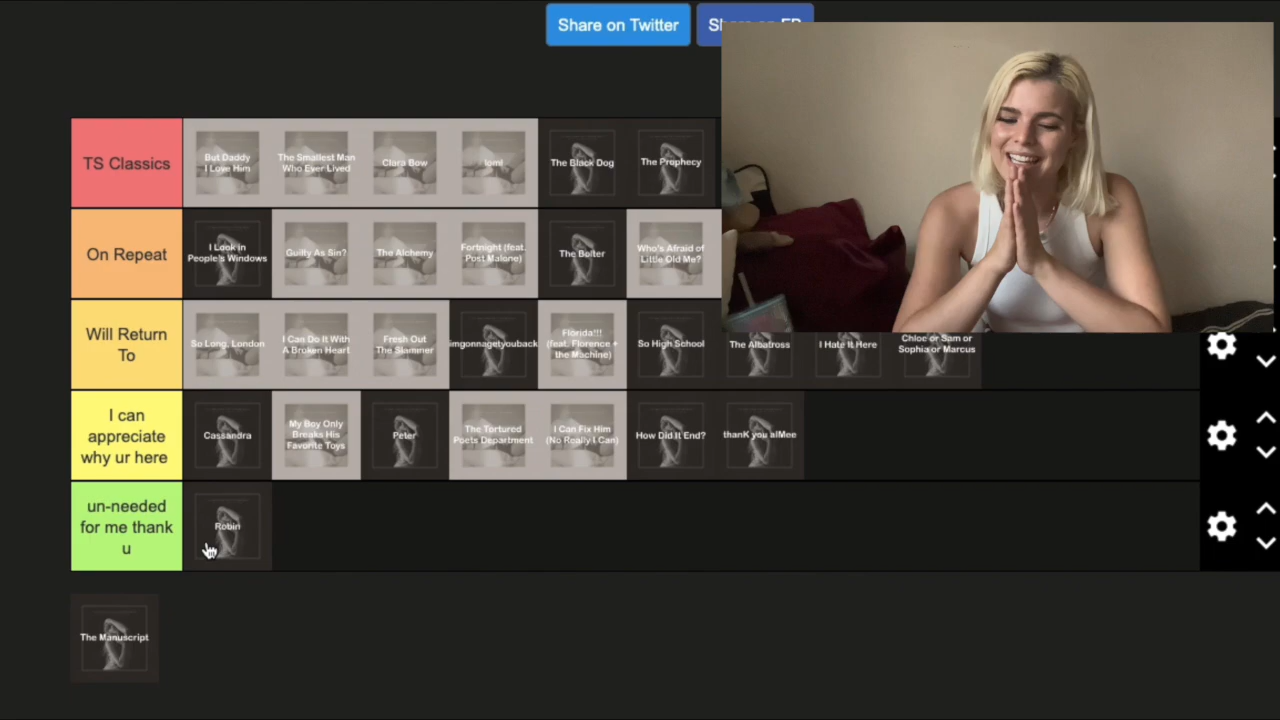 Share on Twitter
Share on FB
TS Classics
But Daddy
I Love Him
The Smallest Man
Who Ever Lived
Clara Bow
loml
The Black Dog
The Prophecy
On Repeat
I Look in
People's Windows
Guilty As Sin?
The Alchemy
Fortnight (feat.
Post Malone)
The Bolter
Who's Afraid of
Little Old Me?
Will Return
To
So Long, London
I Can Do It With
A Broken Heart
Fresh Out
The Slammer
imgonnagetyouback
Florida!!!
(feat. Florence +
the Machine)
So High School
The Albatross
I Hate It Here
Chloe or Sam or
Sophia or Marcus
I can
appreciate
why ur here
Cassandra
My Boy Only
Breaks His
Favorite Toys
Peter
The Tortured
Poets Department
I Can Fix Him
(No Really I Can)
How Did It End?
thanK you aIMee
un-needed
for me thank
u
Robin
The Manuscript